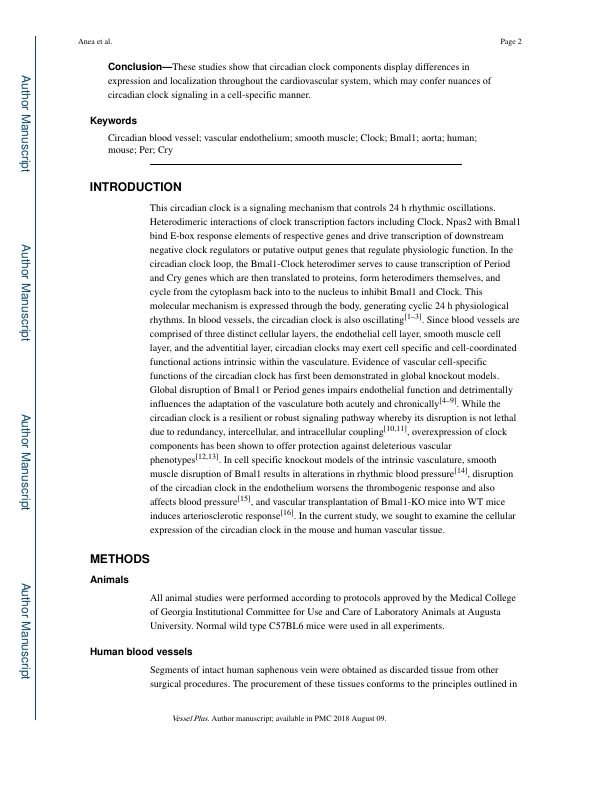 Anea et al.
Page 2
Conclusion—These studies show that circadian clock components display differences in
expression and localization throughout the cardiovascular system, which may confer nuances of
circadian clock signaling in a cell-specific manner.
Keywords
Circadian blood vessel; vascular endothelium; smooth muscle; Clock; Bmal1; aorta; human;
mouse; Per; Cry
INTRODUCTION
This circadian clock is a signaling mechanism that controls 24 h rhythmic oscillations.
Heterodimeric interactions of clock transcription factors including Clock, Npas2 with Bmal1
bind E-box response elements of respective genes and drive transcription of downstream
negative clock regulators or putative output genes that regulate physiologic function. In the
circadian clock loop, the Bmal1-Clock heterodimer serves to cause transcription of Period
and Cry genes which are then translated to proteins, form heterodimers themselves, and
cycle from the cytoplasm back into to the nucleus to inhibit Bmal1 and Clock. This
molecular mechanism is expressed through the body, generating cyclic 24 h physiological
rhythms. In blood vessels, the circadian clock is also oscillating[1–3]. Since blood vessels are
comprised of three distinct cellular layers, the endothelial cell layer, smooth muscle cell
layer, and the adventitial layer, circadian clocks may exert cell specific and cell-coordinated
functional actions intrinsic within the vasculature. Evidence of vascular cell-specific
functions of the circadian clock has first been demonstrated in global knockout models.
Global disruption of Bmal1 or Period genes impairs endothelial function and detrimentally
influences the adaptation of the vasculature both acutely and chronically[4–9]. While the
circadian clock is a resilient or robust signaling pathway whereby its disruption is not lethal
due to redundancy, intercellular, and intracellular coupling[10,11], overexpression of clock
components has been shown to offer protection against deleterious vascular
phenotypes[12,13]. In cell specific knockout models of the intrinsic vasculature, smooth
muscle disruption of Bmal1 results in alterations in rhythmic blood pressure[14], disruption
of the circadian clock in the endothelium worsens the thrombogenic response and also
affects blood pressure[15], and vascular transplantation of Bmal1-KO mice into WT mice
induces arteriosclerotic response[16]. In the current study, we sought to examine the cellular
expression of the circadian clock in the mouse and human vascular tissue.
METHODS
Animals
All animal studies were performed according to protocols approved by the Medical College
of Georgia Institutional Committee for Use and Care of Laboratory Animals at Augusta
University. Normal wild type C57BL6 mice were used in all experiments.
Human blood vessels
Segments of intact human saphenous vein were obtained as discarded tissue from other
surgical procedures. The procurement of these tissues conforms to the principles outlined in
Vessel Plus. Author manuscript; available in PMC 2018 August 09.
Author Manuscript
Author Manuscript
Author Manuscript
Author Manuscript